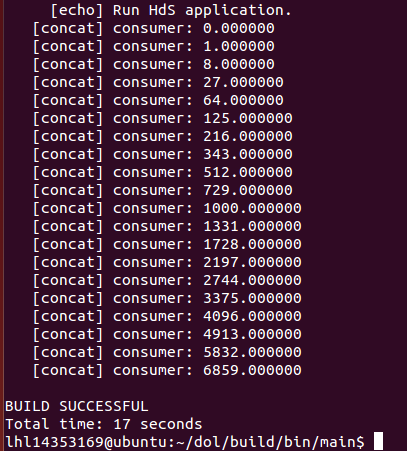 [echo] Run HdS application.
[concat] consumer: 0.000000
[concat] consumer: 1.000000
[concat] consumer: 8.000000
[concat] consumer: 27.000000
[concat] consumer: 64.000000
[concat] consumer: 125.000000
[concat] consumer: 216.000000
[concat] consumer: 343.000000
[concat] consumer: 512.000000
[concat] consumer: 729.000000
[concat] consumer: 1000.000000
[concat] consumer: 1331.000000
[concat] consumer: 1728.000000
[concat] consumer: 2197.000000
[concat] consumer: 2744.000000
[concat] consumer: 3375.000000
[concat] consumer: 4096.000000
[concat] consumer: 4913.000000
[concat] consumer: 5832.000000
[concat] consumer: 6859.000000
BUILD SUCCESSFUL
Total time: 17 seconds
lhl14353169@ubuntu:~/dol/build/bin/main$